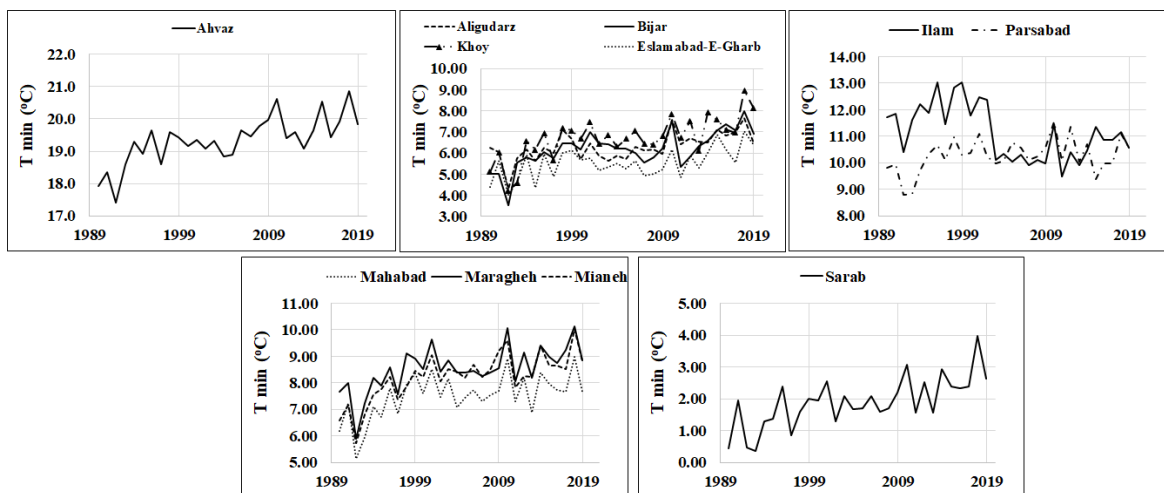 Ahvaz
T min (oC)
22.0
21.0
20.0
19.0
18.0
17.0
1989 1999 2009 2019
Aligudarz Bijar
Khoy Eslamabad-E-Gharb
T min (oC)
10.00
9.00
8.00
7.00
6.00
5.00
4.00
3.00
1989 1999 2009 2019
Ilam Parsabad
T min (oC)
14.00
13.00
12.00
11.00
10.00
9.00
8.00
1989 1999 2009 2019
Mahabad Maragheh Mianeh
T min (oC)
11.00
10.00
9.00
8.00
7.00
6.00
5.00
1989 1999 2009 2019
Sarab
T min (oC)
5.00
4.00
3.00
2.00
1.00
0.00
1989 1999 2009 2019